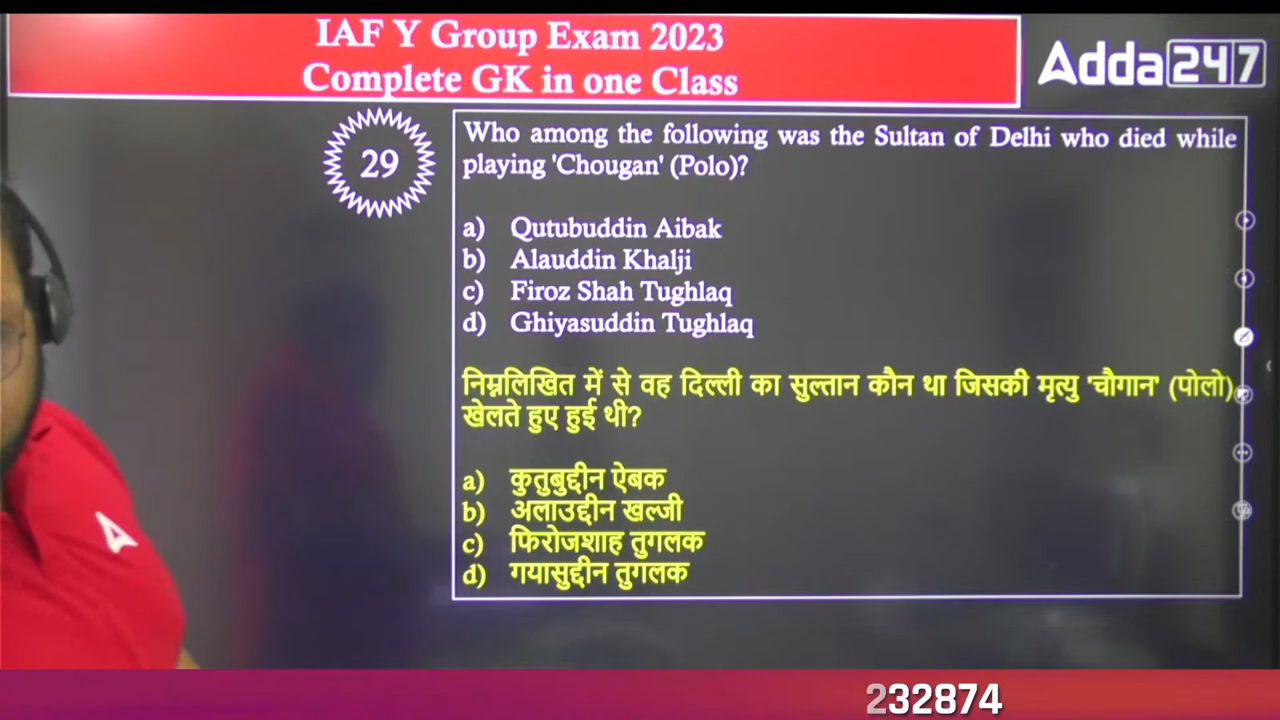 IAF Y Group Exam 2023
Complete GK in one Class
Adda247
29
Who among the following was the Sultan of Delhi who died while
playing 'Chougan' (Polo)?
a) Qutubuddin Aibak
b) Alauddin Khalji
c) Firoz Shah Tughlaq
d) Ghiyasuddin Tughlaq
निम्नलिखित में से वह दिल्ली का सुल्तान कौन था जिसकी मृत्यु 'चौगान' (पोलो)
खेलते हुए हुई थी?
a) कुतुबुद्दीन ऐबक
b) अलाउद्दीन खल्जी
c) फिरोजशाह तुगलक
d) गयासुद्दीन तुगलक
232874